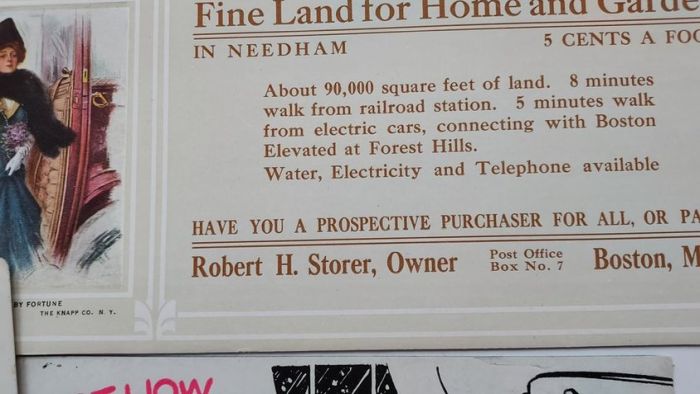 Fine Land for Home and Garde
IN NEEDHAM 5 CENTS A FOO
About 90,000 square feet of land. 8 minutes
walk from railroad station. 5 minutes walk
from electric cars, connecting with Boston
Elevated at Forest Hills.
Water, Electricity and Telephone available
HAVE YOU A PROSPECTIVE PURCHASER FOR ALL, OR PA
Robert H. Storer, Owner Post Office Box No. 7 Boston, M
BY FORTUNE
THE KNAPP CO. N. Y.
HOW